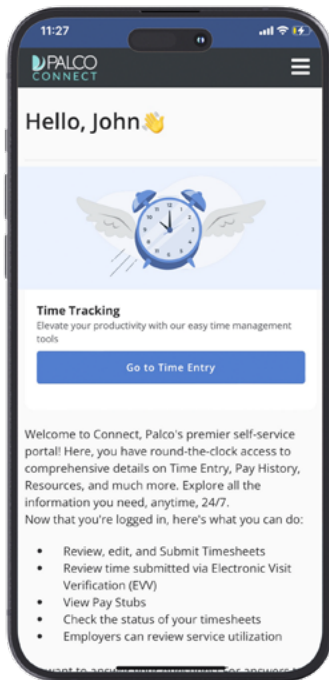 11:27
PALCO
CONNECT
Hello, John👋
Time Tracking
Elevate your productivity with our easy time management
tools
Go to Time Entry
Welcome to Connect, Palco's premier self-service
portal! Here, you have round-the-clock access to
comprehensive details on Time Entry, Pay History,
Resources, and much more. Explore all the
information you need, anytime, 24/7.
Now that you're logged in, here's what you can do:
• Review, edit, and Submit Timesheets
• Review time submitted via Electronic Visit
Verification (EVV)
• View Pay Stubs
• Check the status of your timesheets
• Employers can review service utilization
want to